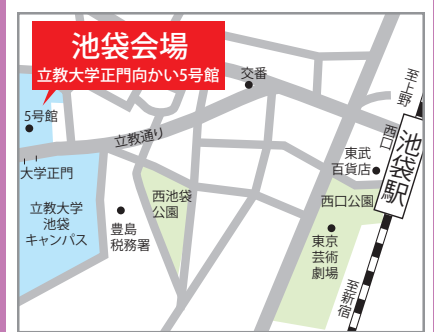 池袋会場
立教大学正門向かい5号館
交番
至上野
5号館
立教通り
西口
池袋駅
東武
百貨店
大学正門
西池袋
公園
西口公園
立教大学
池袋
キャンパス
豊島
税務署
東京
芸術
劇場
至新宿